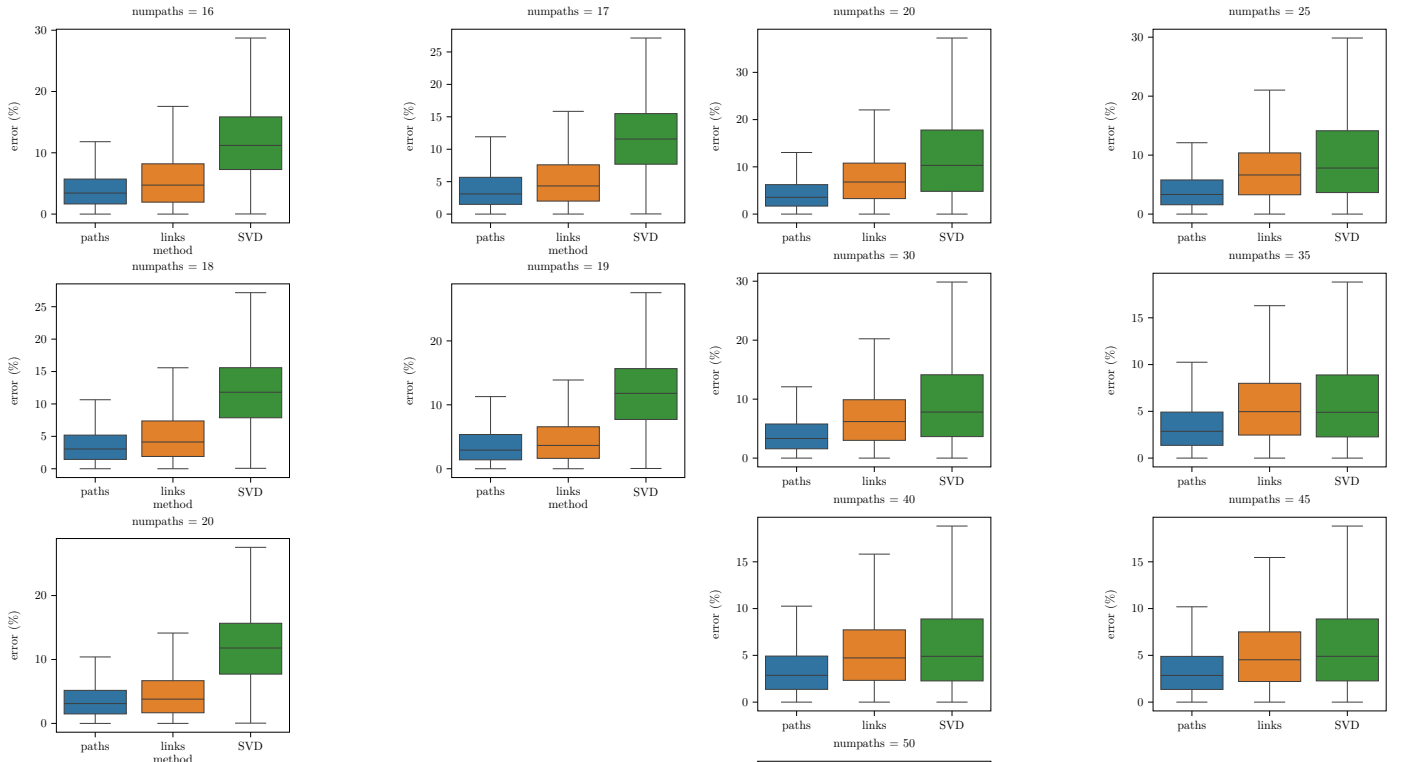 numpaths = 16
30
20
10
0
error (%)
paths
links
SVD
method
numpaths = 17
25
20
15
10
5
0
error (%)
paths
links
SVD
method
numpaths = 20
30
20
10
0
error (%)
paths
links
SVD
numpaths = 25
30
20
10
0
error (%)
paths
links
SVD
numpaths = 18
25
20
15
10
5
0
error (%)
paths
links
SVD
method
numpaths = 19
20
10
0
error (%)
paths
links
SVD
method
numpaths = 30
30
20
10
0
error (%)
paths
links
SVD
numpaths = 35
15
10
5
0
error (%)
paths
links
SVD
numpaths = 20
20
10
0
error (%)
paths
links
SVD
method
numpaths = 40
15
10
5
0
error (%)
paths
links
SVD
numpaths = 45
15
10
5
0
error (%)
paths
links
SVD
numpaths = 50